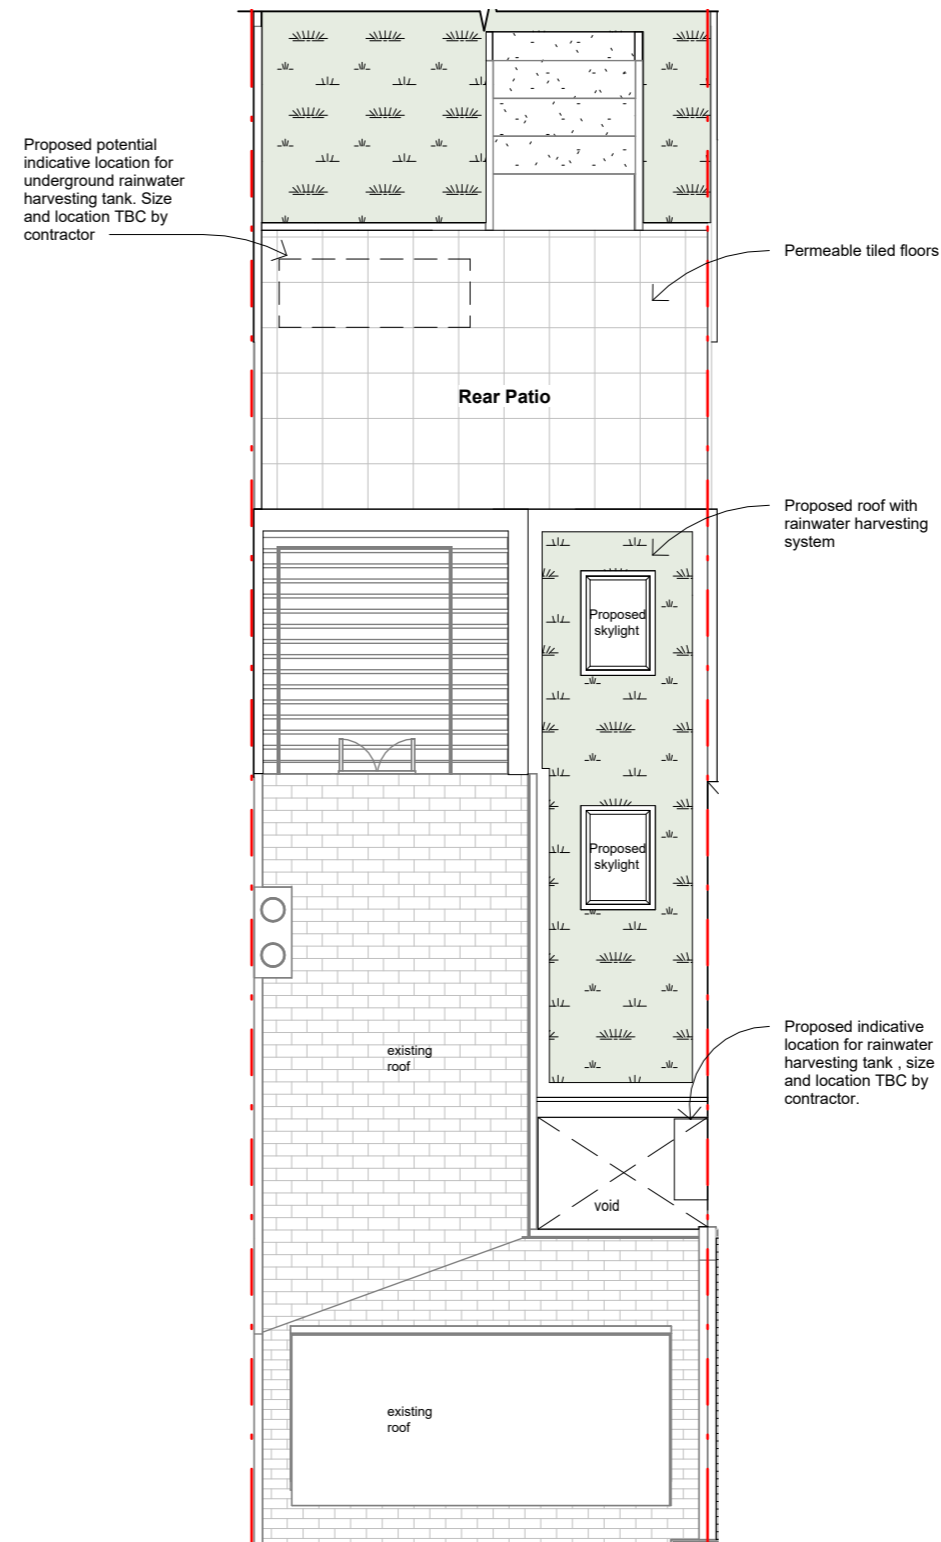 Proposed potential
indicative location for
underground rainwater
harvesting tank. Size
and location TBC by
contractor
Permeable tiled floors
Rear Patio
Proposed roof with
rainwater harvesting
system
Proposed
skylight
Proposed
skylight
Proposed indicative
location for rainwater
harvesting tank , size
and location TBC by
contractor.
existing
roof
void
existing
roof